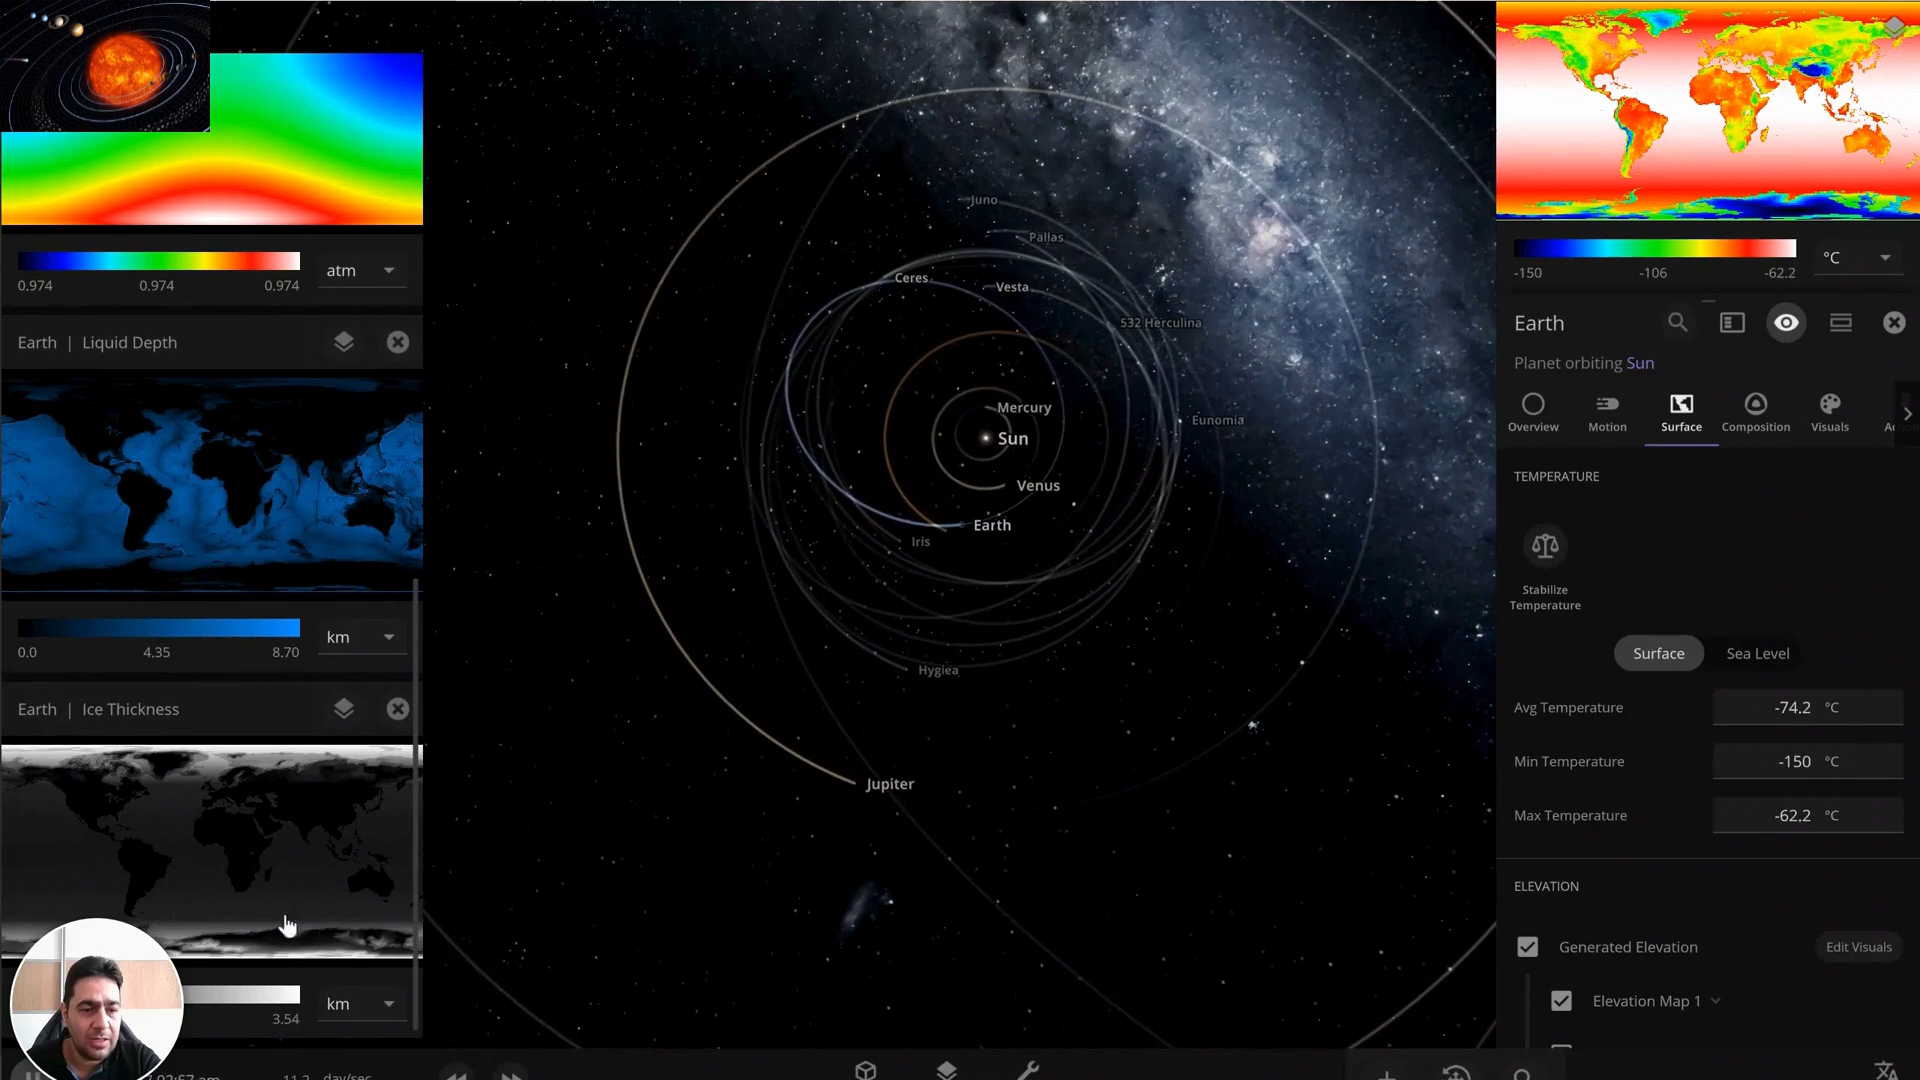 atm
0.974
0.974
0.974
Earth | Liquid Depth
km
0.0
4.35
8.70
Earth | Ice Thickness
km
3.54
11.2
day/sec
Juno
Pallas
Ceres
Vesta
532 Herculina
Mercury
Eunomia
Sun
Venus
Earth
Iris
Hygiea
Jupiter
°C
-150
-106
-62.2
Earth
Planet orbiting Sun
Overview
Motion
Surface
Composition
Visuals
TEMPERATURE
Stabilize
Temperature
Surface
Sea Level
Avg Temperature
-74.2 °C
Min Temperature
-150 °C
Max Temperature
-62.2 °C
ELEVATION
Generated Elevation
Edit Visuals
Elevation Map 1